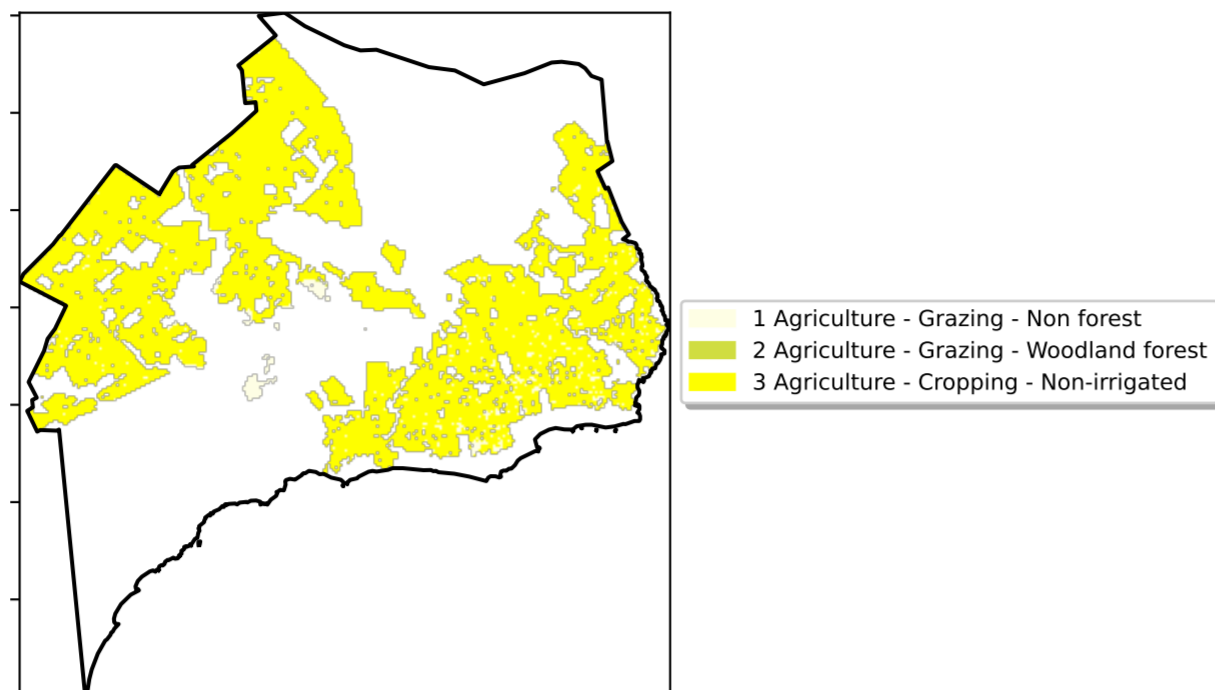 1 Agriculture - Grazing - Non forest
2 Agriculture - Grazing - Woodland forest
3 Agriculture - Cropping - Non-irrigated